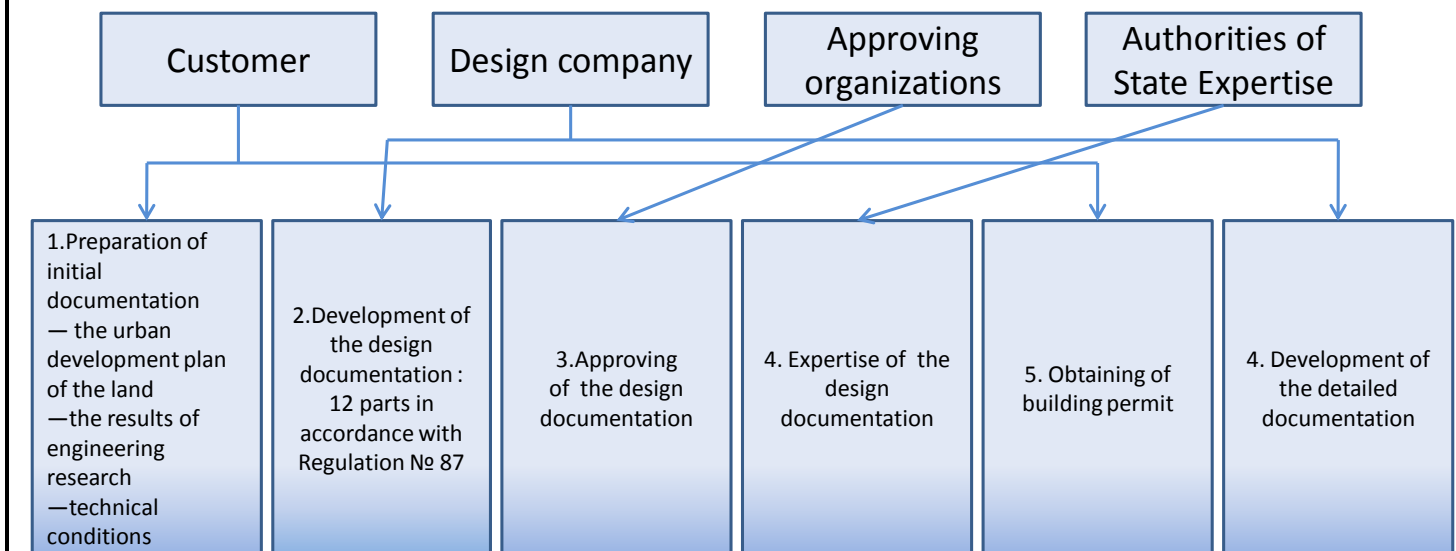 Customer
Design company
Approving
organizations
Authorities of
State Expertise
1.Preparation of
initial
documentation
— the urban
development plan
of the land
—the results of
engineering
research
—technical
conditions
2.Development of
the design
documentation :
12 parts in
accordance with
Regulation № 87
3.Approving
of the design
documentation
4. Expertise of the
design
documentation
5. Obtaining of
building permit
4. Development of
the detailed
documentation